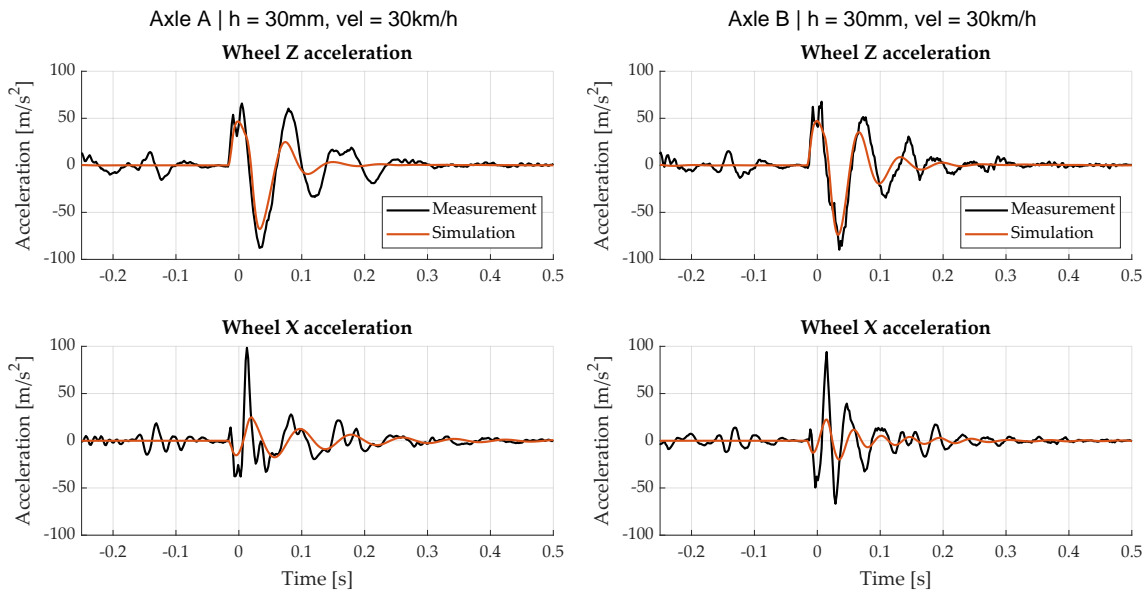 Axle A | h = 30mm, vel = 30km/h
Wheel Z acceleration
Acceleration [m/s²]
100
50
0
-50
-100
Measurement
Simulation
-0.2 -0.1 0 0.1 0.2 0.3 0.4 0.5
Wheel X acceleration
Acceleration [m/s²]
100
50
0
-50
-100
-0.2 -0.1 0 0.1 0.2 0.3 0.4 0.5
Time [s]
Axle B | h = 30mm, vel = 30km/h
Wheel Z acceleration
Acceleration [m/s²]
100
50
0
-50
-100
Measurement
Simulation
-0.2 -0.1 0 0.1 0.2 0.3 0.4 0.5
Wheel X acceleration
Acceleration [m/s²]
100
50
0
-50
-100
-0.2 -0.1 0 0.1 0.2 0.3 0.4 0.5
Time [s]